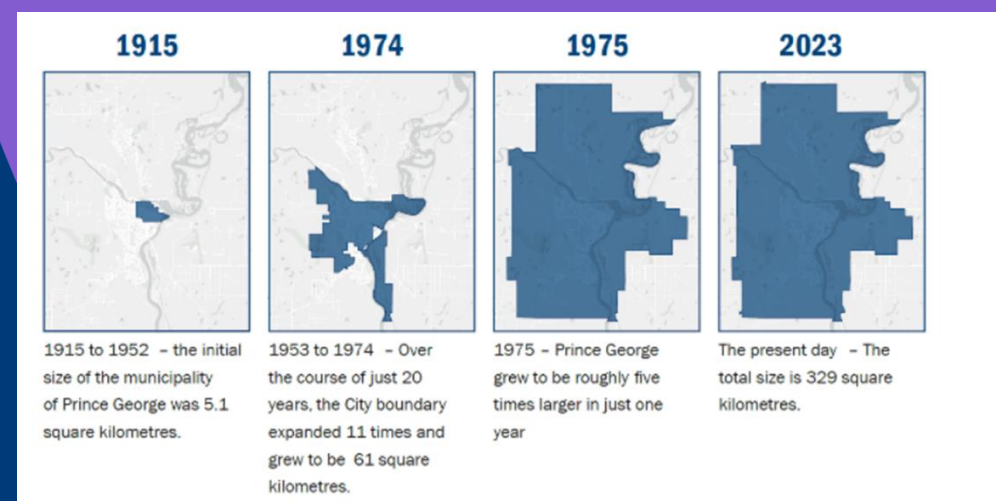 1915
1974
1975
2023
1915 to 1952 – the initial
size of the municipality
of Prince George was 5.1
square kilometres.
1953 to 1974 – Over
the course of just 20
years, the City boundary
expanded 11 times and
grew to be 61 square
kilometres.
1975 – Prince George
grew to be roughly five
times larger in just one
year
The present day – The
total size is 329 square
kilometres.